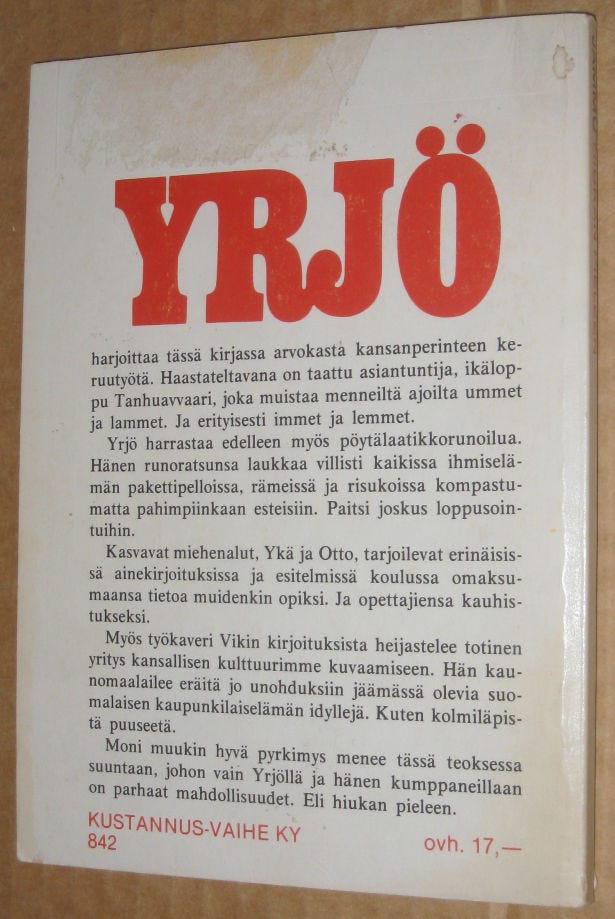 YRJÖ
harjoittaa tässä kirjassa arvokasta kansanperinteen ke-
ruutyötä. Haastateltavana on taattu asiantuntija, ikälop-
pu Tanhuavvaari, joka muistaa menneiltä ajoilta ummet
ja lammet. Ja erityisesti immet ja lemmet.
Yrjö harrastaa edelleen myös pöytälaatikkorunoilua.
Hänen runoratsunsa laukkaa villisti kaikissa ihmiselä-
män pakettipelloissa, rämeissä ja risukoissa kompastu-
matta pahimpiinkaan esteisiin. Paitsi joskus loppusoin-
tuihin.
Kasvavat miehenalut, Ykä ja Otto, tarjoilevat erinäisis-
sä ainekirjoituksissa ja esitelmissä koulussa omaksu-
maansa tietoa muidenkin opiksi. Ja opettajiensa kauhis-
tukseksi.
Myös työkaveri Vikin kirjoituksista heijastelee totinen
yritys kansallisen kulttuurimme kuvaamiseen. Hän kau-
nomaalailee eräitä jo unohduksiin jäämässä olevia suo-
malaisen kaupunkilaiselämän idyllejä. Kuten kolmiläpis-
tä puuseetä.
Moni muukin hyvä pyrkimys menee tässä teoksessa
suuntaan, johon vain Yrjöllä ja hänen kumppaneillaan
on parhaat mahdollisuudet. Eli hiukan pieleen.
KUSTANNUS-VAIHE KY
842
ovh. 17,—